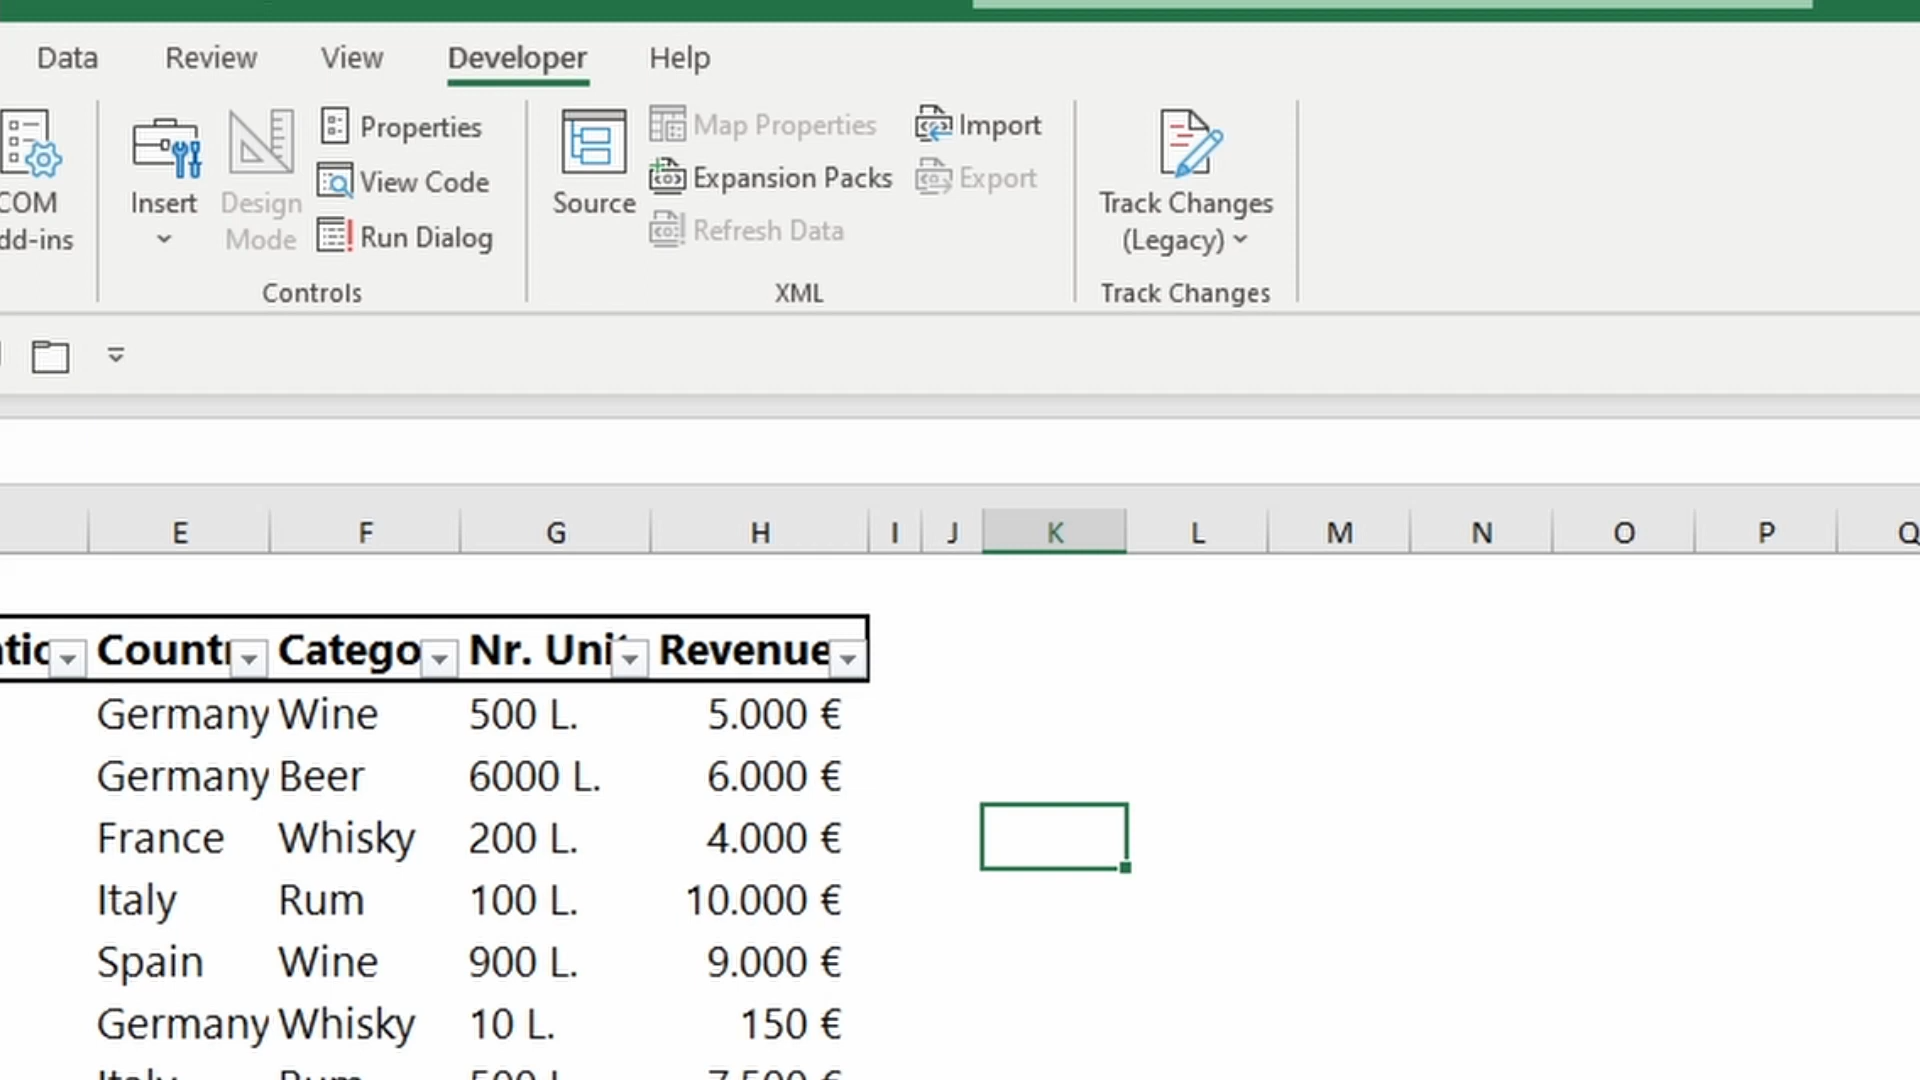 Data Review View Developer Help
COM
dd-ins
Insert
Design
Mode
Properties
View Code
Run Dialog
Controls
Source
Map Properties
Expansion Packs
Refresh Data
Import
Export
XML
Track Changes
(Legacy)
Track Changes
E F G H I J K L M N O P Q
atio Countr Catego Nr. Unit Revenue
Germany Wine 500 L. 5.000 €
Germany Beer 6000 L. 6.000 €
France Whisky 200 L. 4.000 €
Italy Rum 100 L. 10.000 €
Spain Wine 900 L. 9.000 €
Germany Whisky 10 L. 150 €
Italy Rum 500 L. 7.500 €